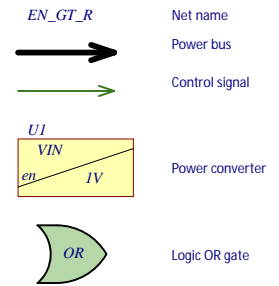 EN_GT_R Net name
Power bus
Control signal
U1
VIN
en 1V
Power converter
OR Logic OR gate